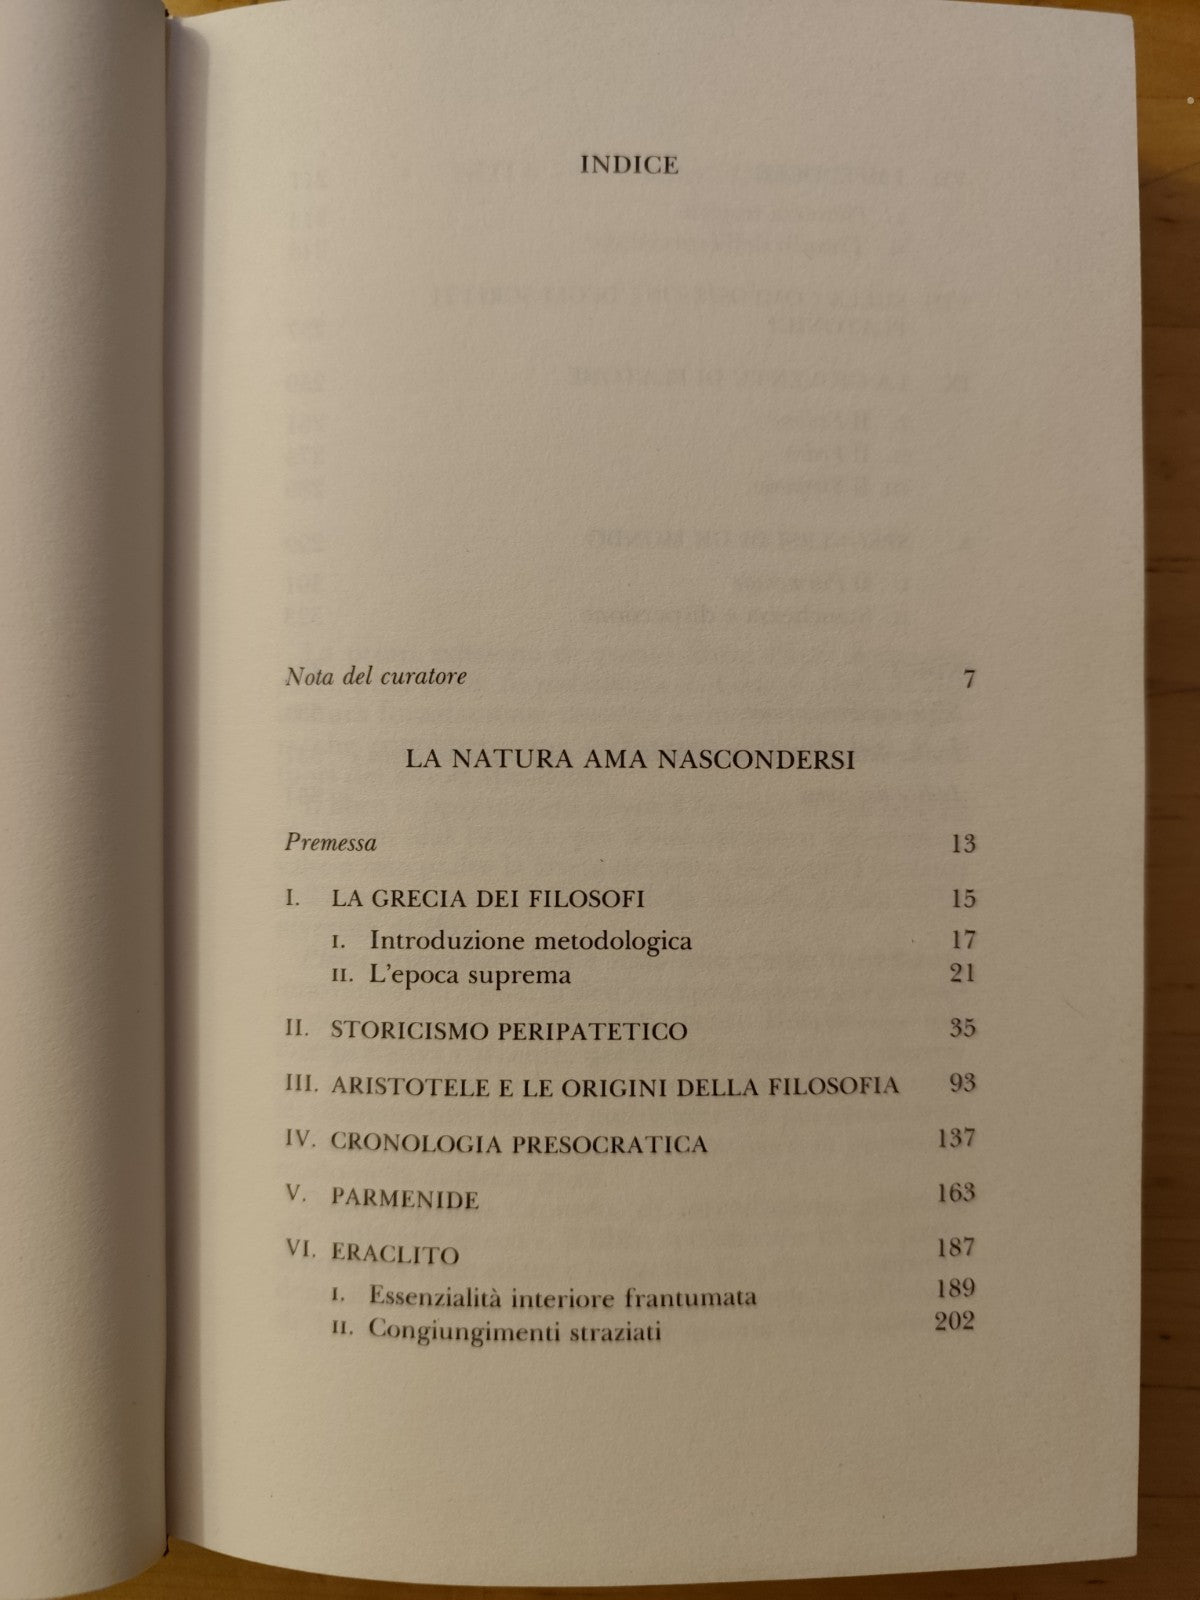 INDICE
Nota del curatore 7
LA NATURA AMA NASCONDERSI
Premessa 13
I. LA GRECIA DEI FILOSOFI 15
I. Introduzione metodologica 17
II. L'epoca suprema 21
II. STORICISMO PERIPATETICO 35
III. ARISTOTELE E LE ORIGINI DELLA FILOSOFIA 93
IV. CRONOLOGIA PRESOCRATICA 137
V. PARMENIDE 163
VI. ERACLITO 187
I. Essenzialità interiore frantumata 189
II. Congiungimenti straziati 202